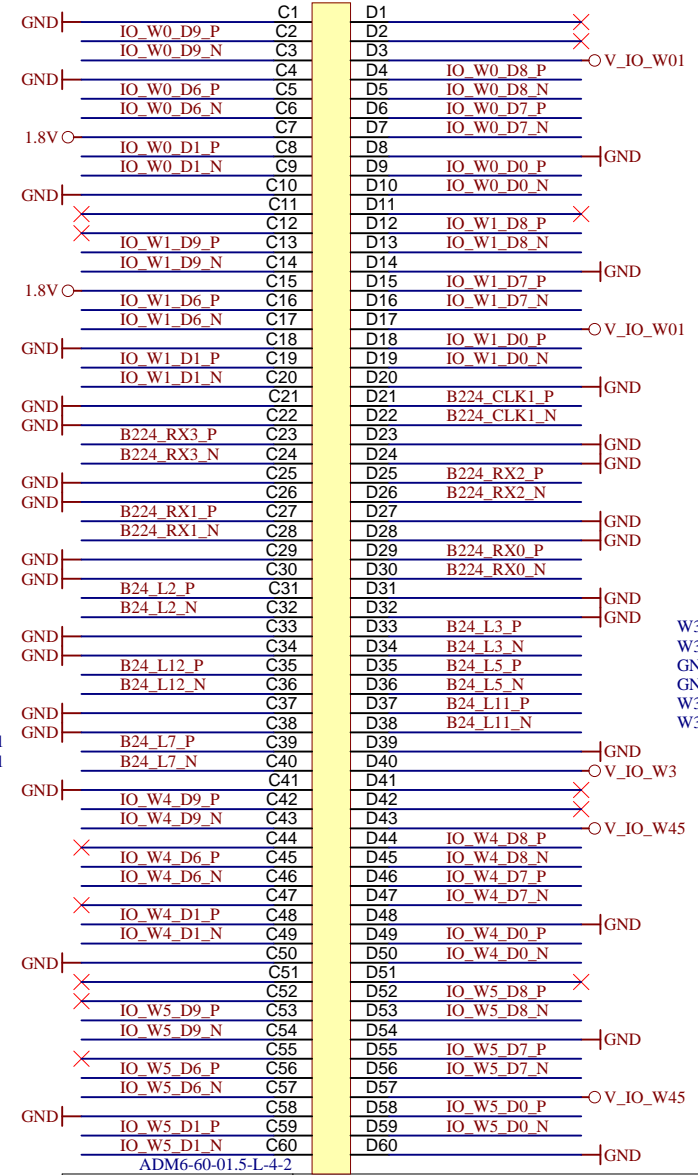 GND C1 D1
IO_W0_D9_P C2 D2
IO_W0_D9_N C3 D3 V_IO_W01
GND C4 D4 IO_W0_D8_P
IO_W0_D6_P C5 D5 IO_W0_D8_N
IO_W0_D6_N C6 D6 IO_W0_D7_P
1.8V C7 D7 IO_W0_D7_N
IO_W0_D1_P C8 D8 GND
IO_W0_D1_N C9 D9 IO_W0_D0_P
GND C10 D10 IO_W0_D0_N
C11 D11
C12 D12 IO_W1_D8_P
IO_W1_D9_P C13 D13 IO_W1_D8_N
IO_W1_D9_N C14 D14 GND
1.8V C15 D15 IO_W1_D7_P
IO_W1_D6_P C16 D16 IO_W1_D7_N
IO_W1_D6_N C17 D17 V_IO_W01
GND C18 D18 IO_W1_D0_P
IO_W1_D1_P C19 D19 IO_W1_D0_N
IO_W1_D1_N C20 D20 GND
GND C21 D21 B224_CLK1_P
GND C22 D22 B224_CLK1_N
B224_RX3_P C23 D23 GND
B224_RX3_N C24 D24 GND
GND C25 D25 B224_RX2_P
GND C26 D26 B224_RX2_N
B224_RX1_P C27 D27 GND
B224_RX1_N C28 D28 GND
GND C29 D29 B224_RX0_P
GND C30 D30 B224_RX0_N
B24_L2_P C31 D31 GND
B24_L2_N C32 D32 GND
GND C33 D33 B24_L3_P
GND C34 D34 B24_L3_N
B24_L12_P C35 D35 B24_L5_P
B24_L12_N C36 D36 B24_L5_N
GND C37 D37 B24_L11_P
GND C38 D38 B24_L11_N
B24_L7_P C39 D39 GND
B24_L7_N C40 D40 V_IO_W3
GND C41 D41
IO_W4_D9_P C42 D42
IO_W4_D9_N C43 D43 V_IO_W45
C44 D44 IO_W4_D8_P
IO_W4_D6_P C45 D45 IO_W4_D8_N
IO_W4_D6_N C46 D46 IO_W4_D7_P
C47 D47 IO_W4_D7_N
IO_W4_D1_P C48 D48 GND
IO_W4_D1_N C49 D49 IO_W4_D0_P
GND C50 D50 IO_W4_D0_N
C51 D51
C52 D52 IO_W5_D8_P
IO_W5_D9_P C53 D53 IO_W5_D8_N
IO_W5_D9_N C54 D54 GND
C55 D55 IO_W5_D7_P
IO_W5_D6_P C56 D56 IO_W5_D7_N
IO_W5_D6_N C57 D57 V_IO_W45
GND C58 D58 IO_W5_D0_P
IO_W5_D1_P C59 D59 IO_W5_D0_N
IO_W5_D1_N C60 D60 GND
ADM6-60-01.5-L-4-2